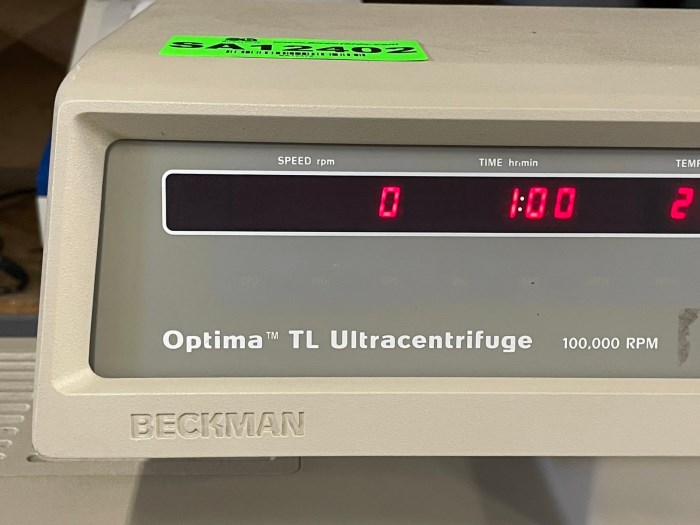 SA12402
SPEED rpm
TIME hr:min
TEMP
0
1:00
2
Optima™ TL Ultracentrifuge
100,000 RPM
BECKMAN